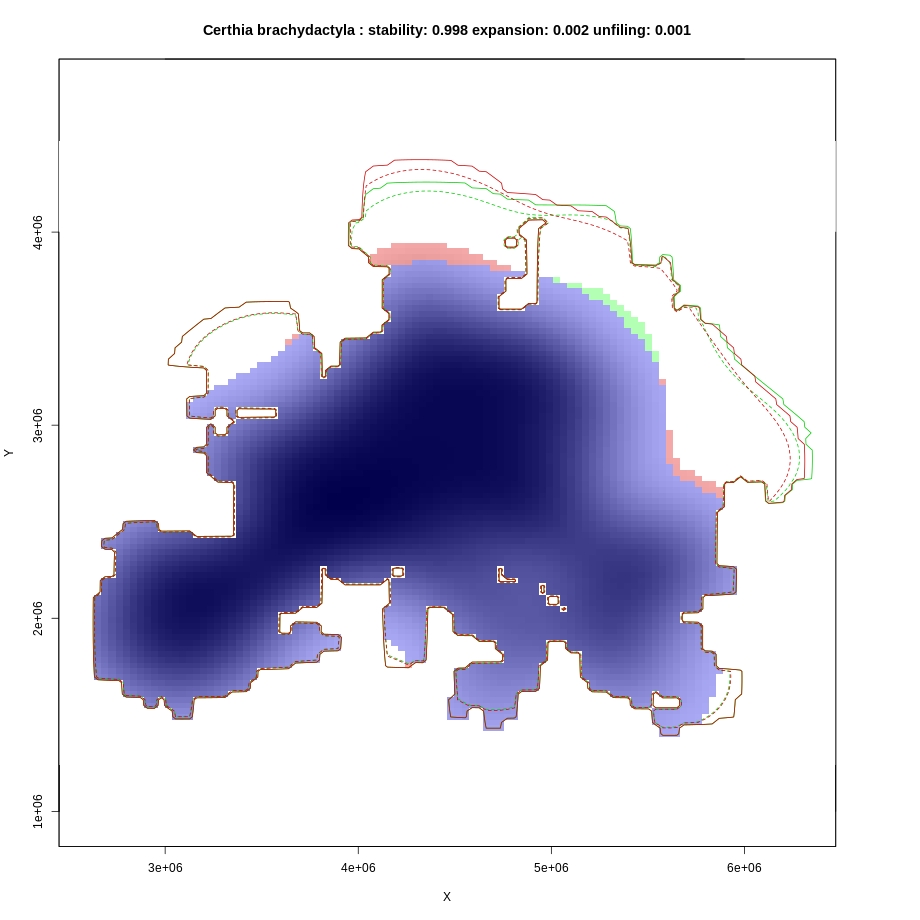 Certhia brachydactyla : stability: 0.998 expansion: 0.002 unfiling: 0.001
4e+06
3e+06
Y
2e+06
1e+06
3e+06 4e+06 5e+06 6e+06
X